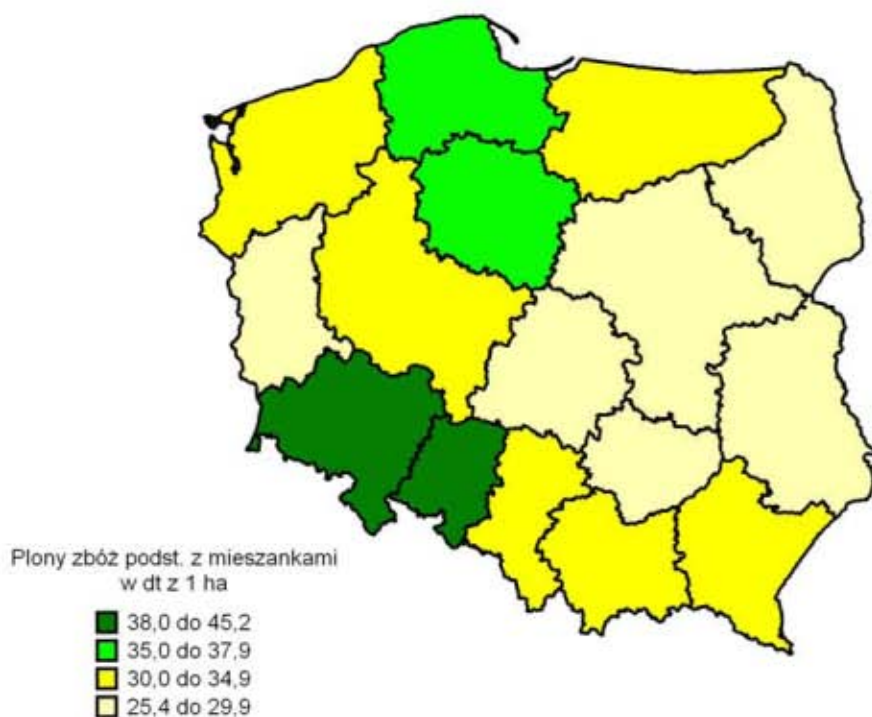 Plony zbóż podst. z mieszankami
w dt z 1 ha
38,0 do 45,2
35,0 do 37,9
30,0 do 34,9
25,4 do 29,9